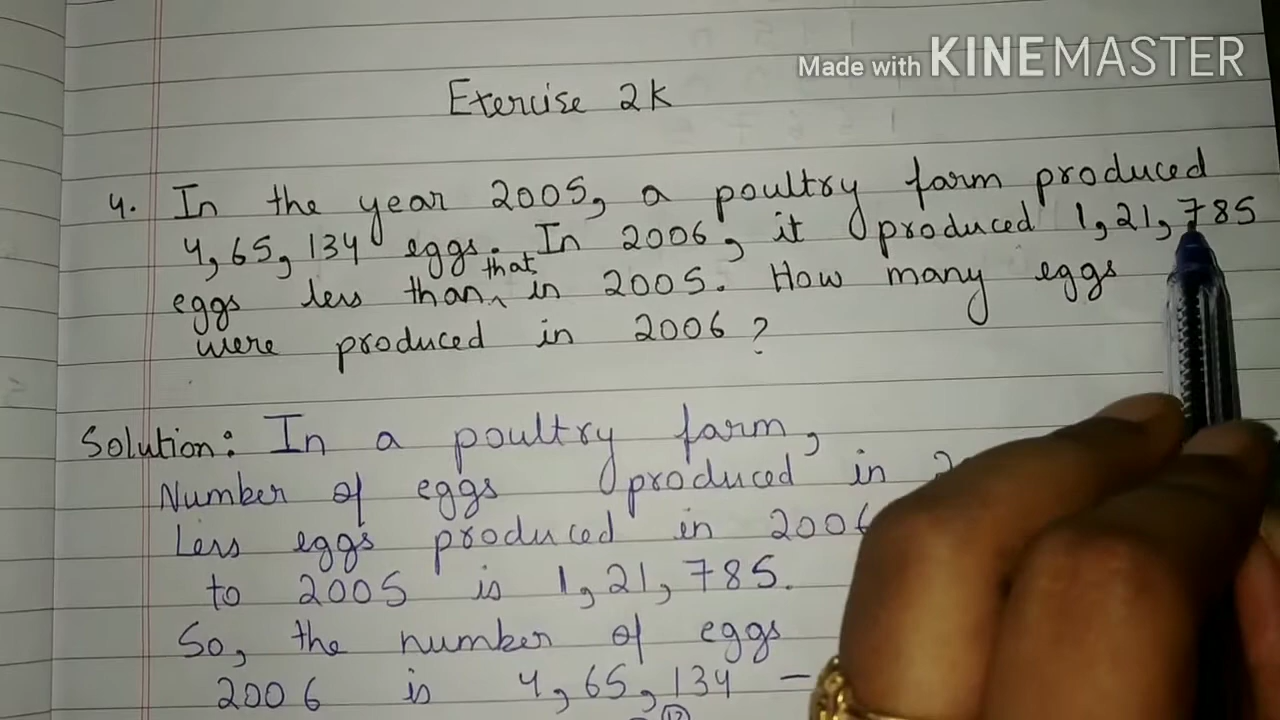 Made with KINEMASTER
Exercise 2K
4. In the year 2005, a poultry farm produced
4,65,134 eggs. In 2006, it produced 1,21,785
eggs less than that in 2005. How many eggs
were produced in 2006?
Solution: In a poultry farm,
Number of eggs produced in
Less eggs produced in 2006
to 2005 is 1,21,785.
So, the number of eggs
2006 is 4,65,134 –